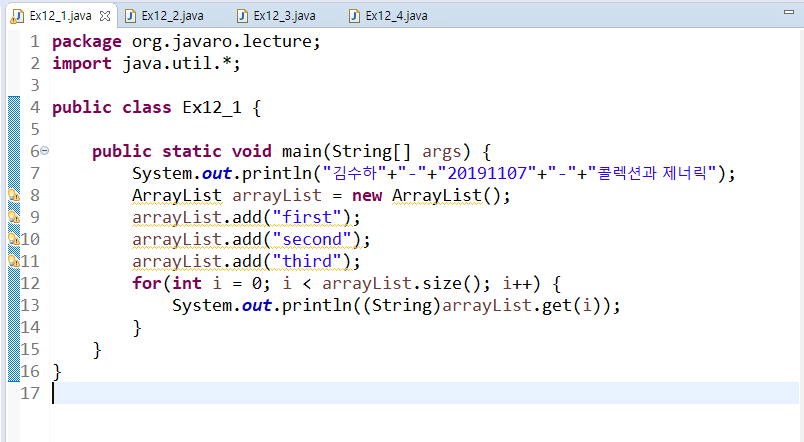 Ex12_1.java Ex12_2.java Ex12_3.java Ex12_4.java
1 package org.javaro.lecture;
2 import java.util.*;
3
4 public class Ex12_1 {
5
6 public static void main(String[] args) {
7 System.out.println("김수하"+"-"+"20191107"+"-"+"콜렉션과 제너릭");
8 ArrayList arrayList = new ArrayList();
9 arrayList.add("first");
10 arrayList.add("second");
11 arrayList.add("third");
12 for(int i = 0; i < arrayList.size(); i++) {
13 System.out.println((String)arrayList.get(i));
14 }
15 }
16 }
17